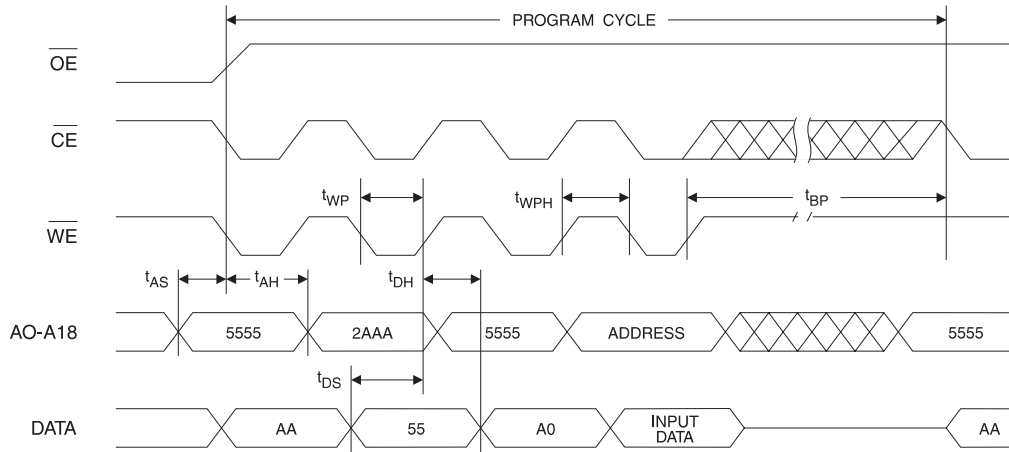 PROGRAM CYCLE
OE
CE
tWP
tWPH
tBP
WE
tAS
tAH
tDH
AO-A18
5555
2AAA
5555
ADDRESS
5555
tDS
DATA
AA
55
A0
INPUT
DATA
AA